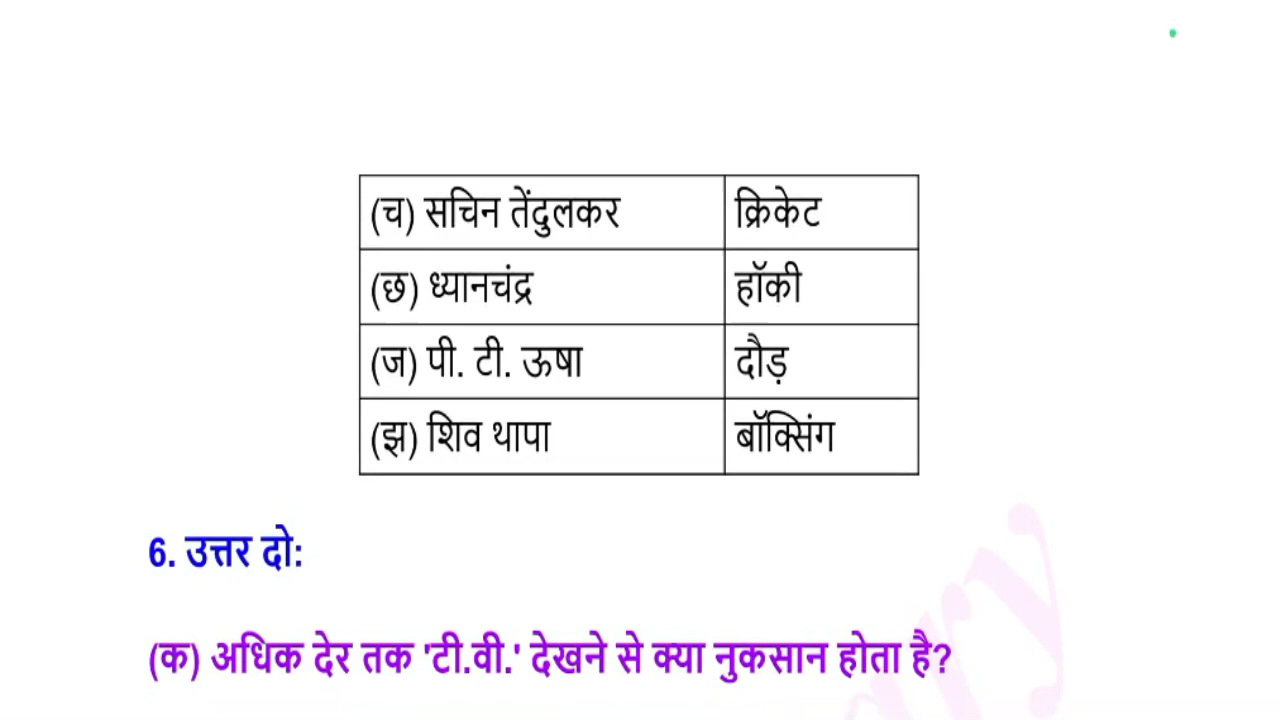 (च) सचिन तेंदुलकर क्रिकेट
(छ) ध्यानचंद्र हॉकी
(ज) पी. टी. ऊषा दौड़
(झ) शिव थापा बॉक्सिंग
6. उत्तर दो:
(क) अधिक देर तक 'टी.वी.' देखने से क्या नुकसान होता है?